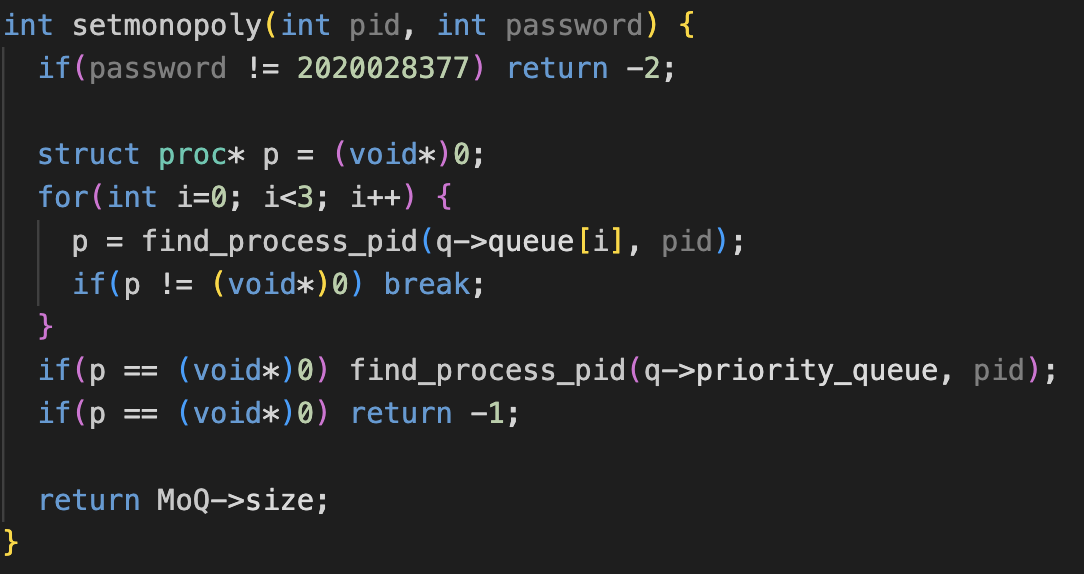 int setmonopoly(int pid, int password) {
if(password != 2020028377) return -2;
struct proc* p = (void*)0;
for(int i=0; i<3; i++) {
p = find_process_pid(q->queue[i], pid);
if(p != (void*)0) break;
}
if(p == (void*)0) find_process_pid(q->priority_queue, pid);
if(p == (void*)0) return -1;
return MoQ->size;
}